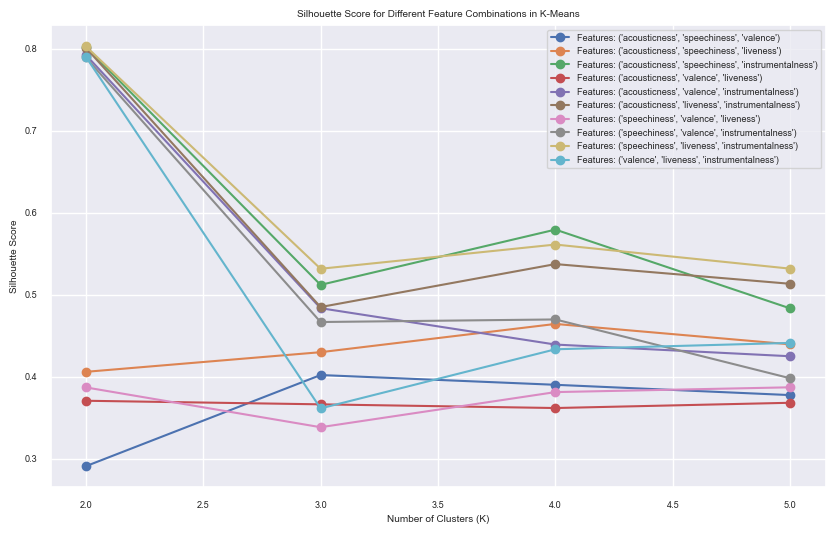 Silhouette Score for Different Feature Combinations in K-Means
Features: ('acousticness', 'speechiness', 'valence')
Features: ('acousticness', 'speechiness', 'liveness')
Features: ('acousticness', 'speechiness', 'instrumentalness')
Features: ('acousticness', 'valence', 'liveness')
Features: ('acousticness', 'valence', 'instrumentalness')
Features: ('acousticness', 'liveness', 'instrumentalness')
Features: ('speechiness', 'valence', 'liveness')
Features: ('speechiness', 'valence', 'instrumentalness')
Features: ('speechiness', 'liveness', 'instrumentalness')
Features: ('valence', 'liveness', 'instrumentalness')
Silhouette Score
0.8
0.7
0.6
0.5
0.4
0.3
2.0 2.5 3.0 3.5 4.0 4.5 5.0
Number of Clusters (K)